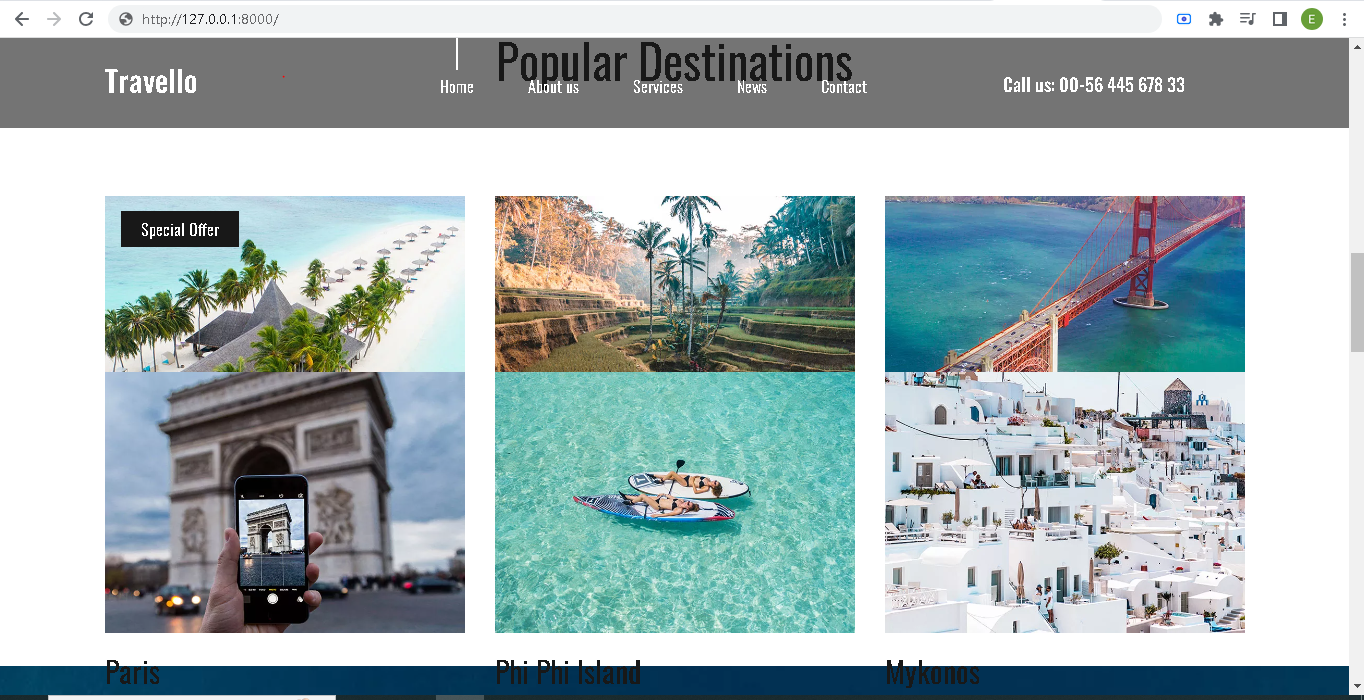 http://127.0.0.1:8000/
E
Popular Destinations
Travello
Home About us Services News Contact
Call us: 00-56 445 678 33
Special Offer
Paris Phi Phi Island Mykonos